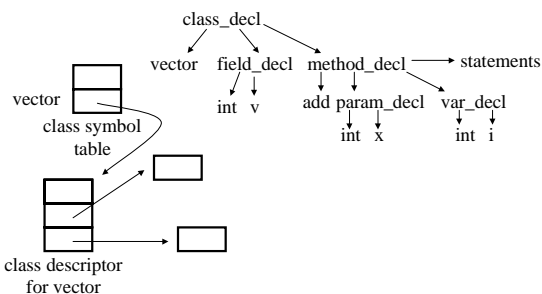 class_decl
vector field_decl method_decl statements
int v add param_decl var_decl
int x int i
vector
class symbol
table
class descriptor
for vector